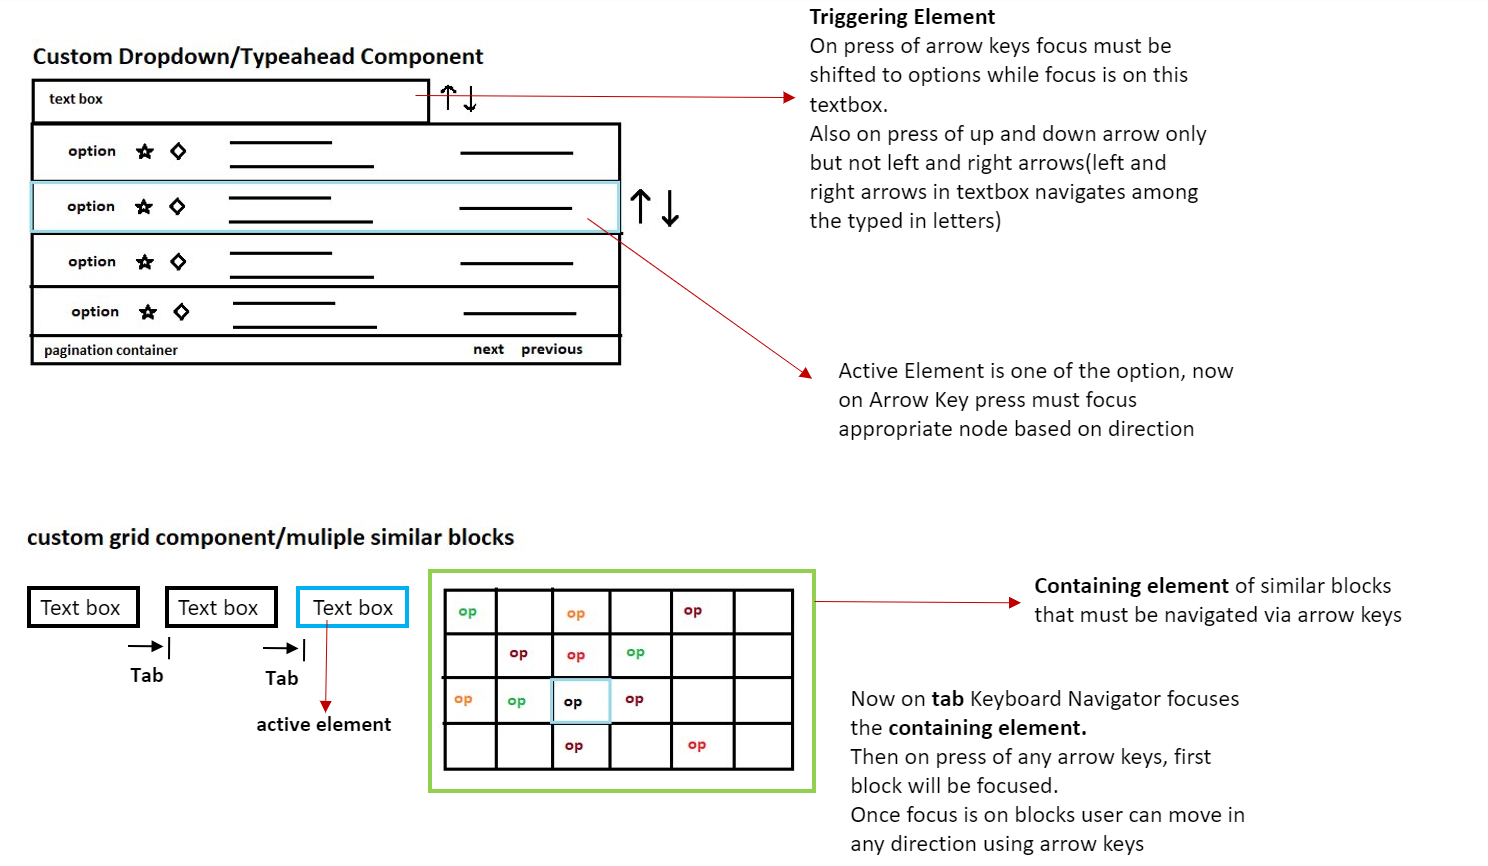 Custom Dropdown/Typeahead Component
text box
option
option
option
option
pagination container next previous
Triggering Element
On press of arrow keys focus must be
shifted to options while focus is on this
textbox.
Also on press of up and down arrow only
but not left and right arrows(left and
right arrows in textbox navigates among
the typed in letters)
Active Element is one of the option, now
on Arrow Key press must focus
appropriate node based on direction
custom grid component/muliple similar blocks
Text box Text box Text box
Tab Tab
active element
op op op
op op op
op op op op
op op
Containing element of similar blocks
that must be navigated via arrow keys
Now on tab Keyboard Navigator focuses
the containing element.
Then on press of any arrow keys, first
block will be focused.
Once focus is on blocks user can move in
any direction using arrow keys